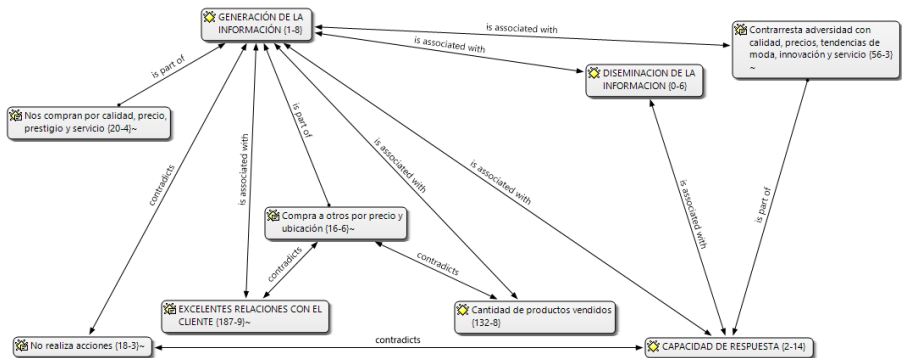 GENERACIÓN DE LA
INFORMACIÓN {1-8}
is associated with
Contrarresta adversidad con
calidad, precios, tendencias de
moda, innovación y servicio {56-3}
~
is associated with
DISEMINACION DE LA
INFORMACION {0-6}
is part of
Nos compran por calidad, precio,
prestigio y servicio {20-4}~
contradicts
is associated with
is part of
is associated with
is associated with
is associated with
is part of
Compra a otros por precio y
ubicación {16-6}~
contradicts
contradicts
EXCELENTES RELACIONES CON EL
CLIENTE {187-9}~
Cantidad de productos vendidos
{132-8}
No realiza acciones {18-3}~
contradicts
CAPACIDAD DE RESPUESTA {2-14}